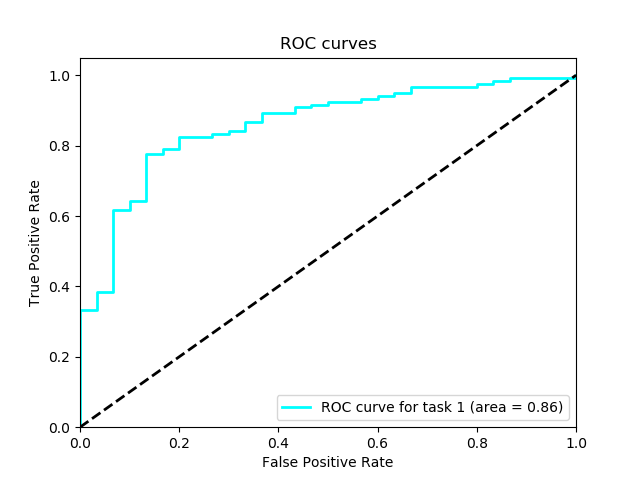 ROC curves
True Positive Rate
1.0
0.8
0.6
0.4
0.2
0.0
0.0 0.2 0.4 0.6 0.8 1.0
False Positive Rate
ROC curve for task 1 (area = 0.86)